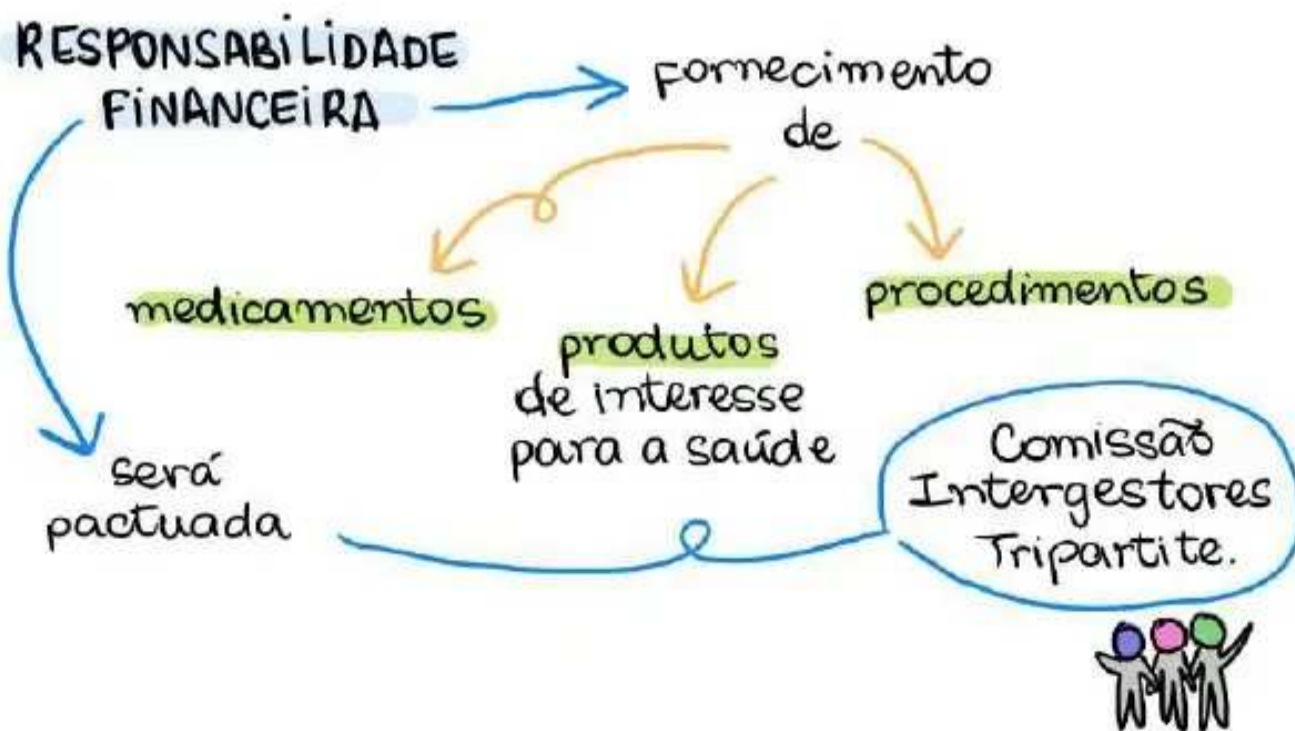 RESPONSABILIDADE
FINANCEIRA
Fornecimento
de
medicamentos
produtos
de interesse
para a saúde
procedimentos
será
pactuada
Comissão
Intergestores
Tripartite.